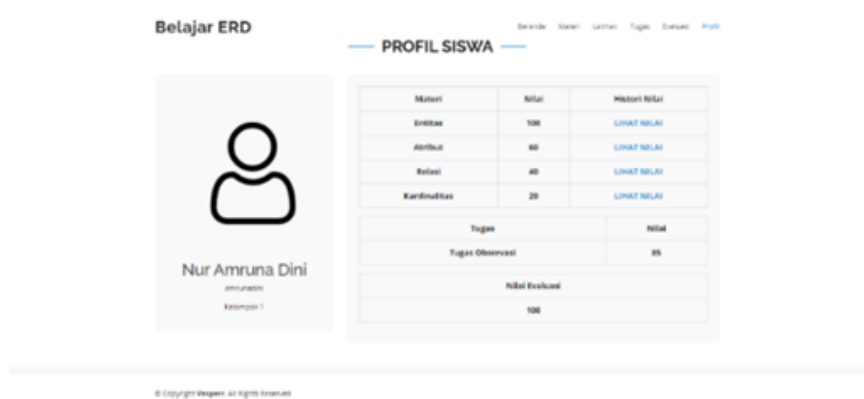 Belajar ERD
Beranda Materi Latihan Tugas Evaluasi Profil
PROFIL SISWA
Materi Nilai Histori Nilai
Entitas 100 LIHAT NILAI
Atribut 60 LIHAT NILAI
Relasi 40 LIHAT NILAI
Kardinalitas 20 LIHAT NILAI
Tugas Nilai
Tugas Observasi 85
Nilai Evaluasi
100
Nur Amruna Dini
amrunadini
Kelompok 1
© Copyright All Rights Reserved